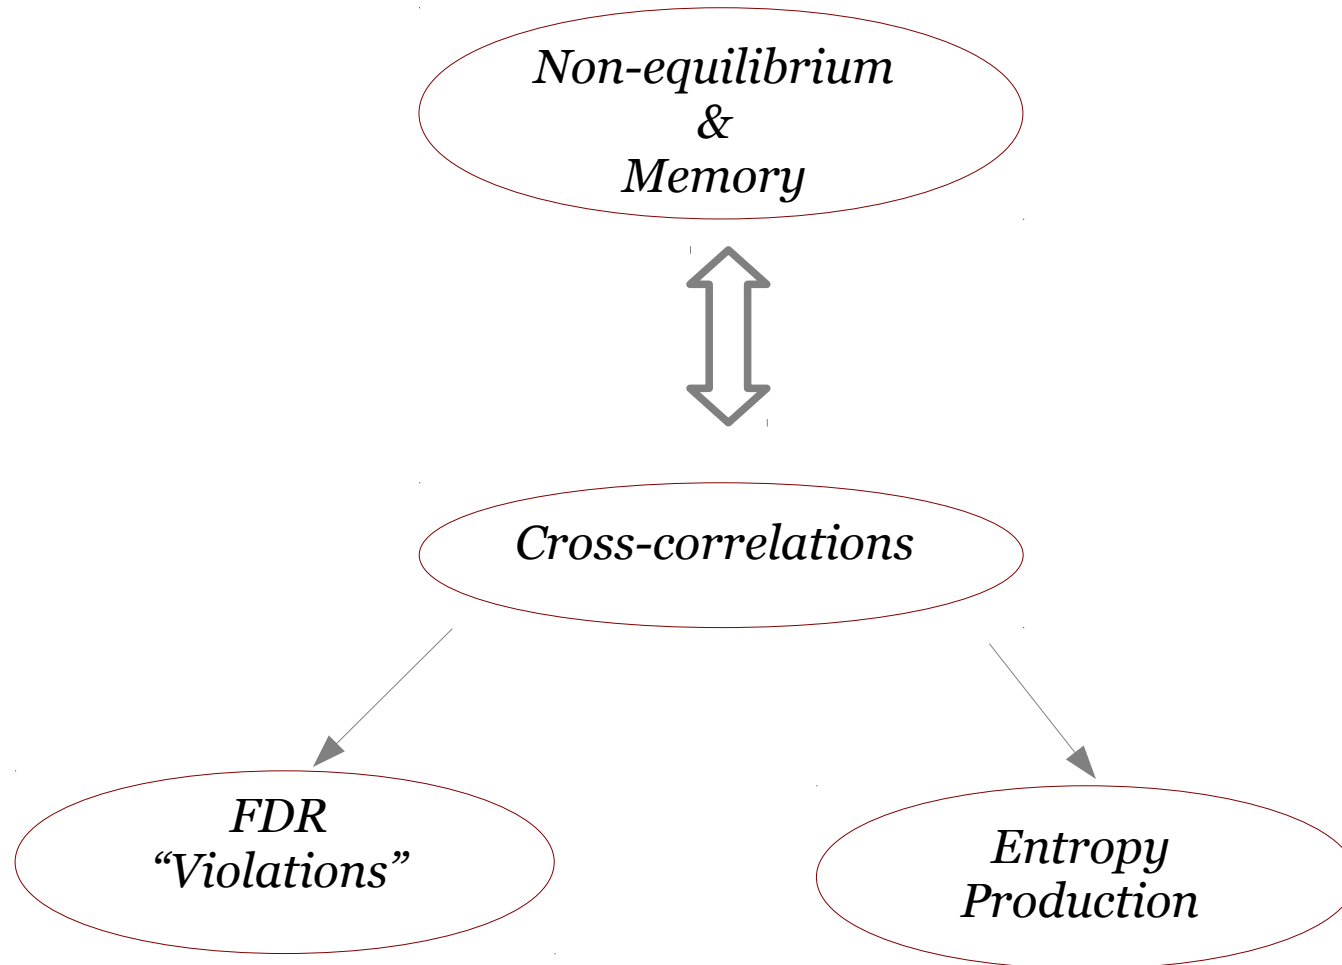 Non-equilibrium
&
Memory
Cross-correlations
FDR
“Violations”
Entropy
Production